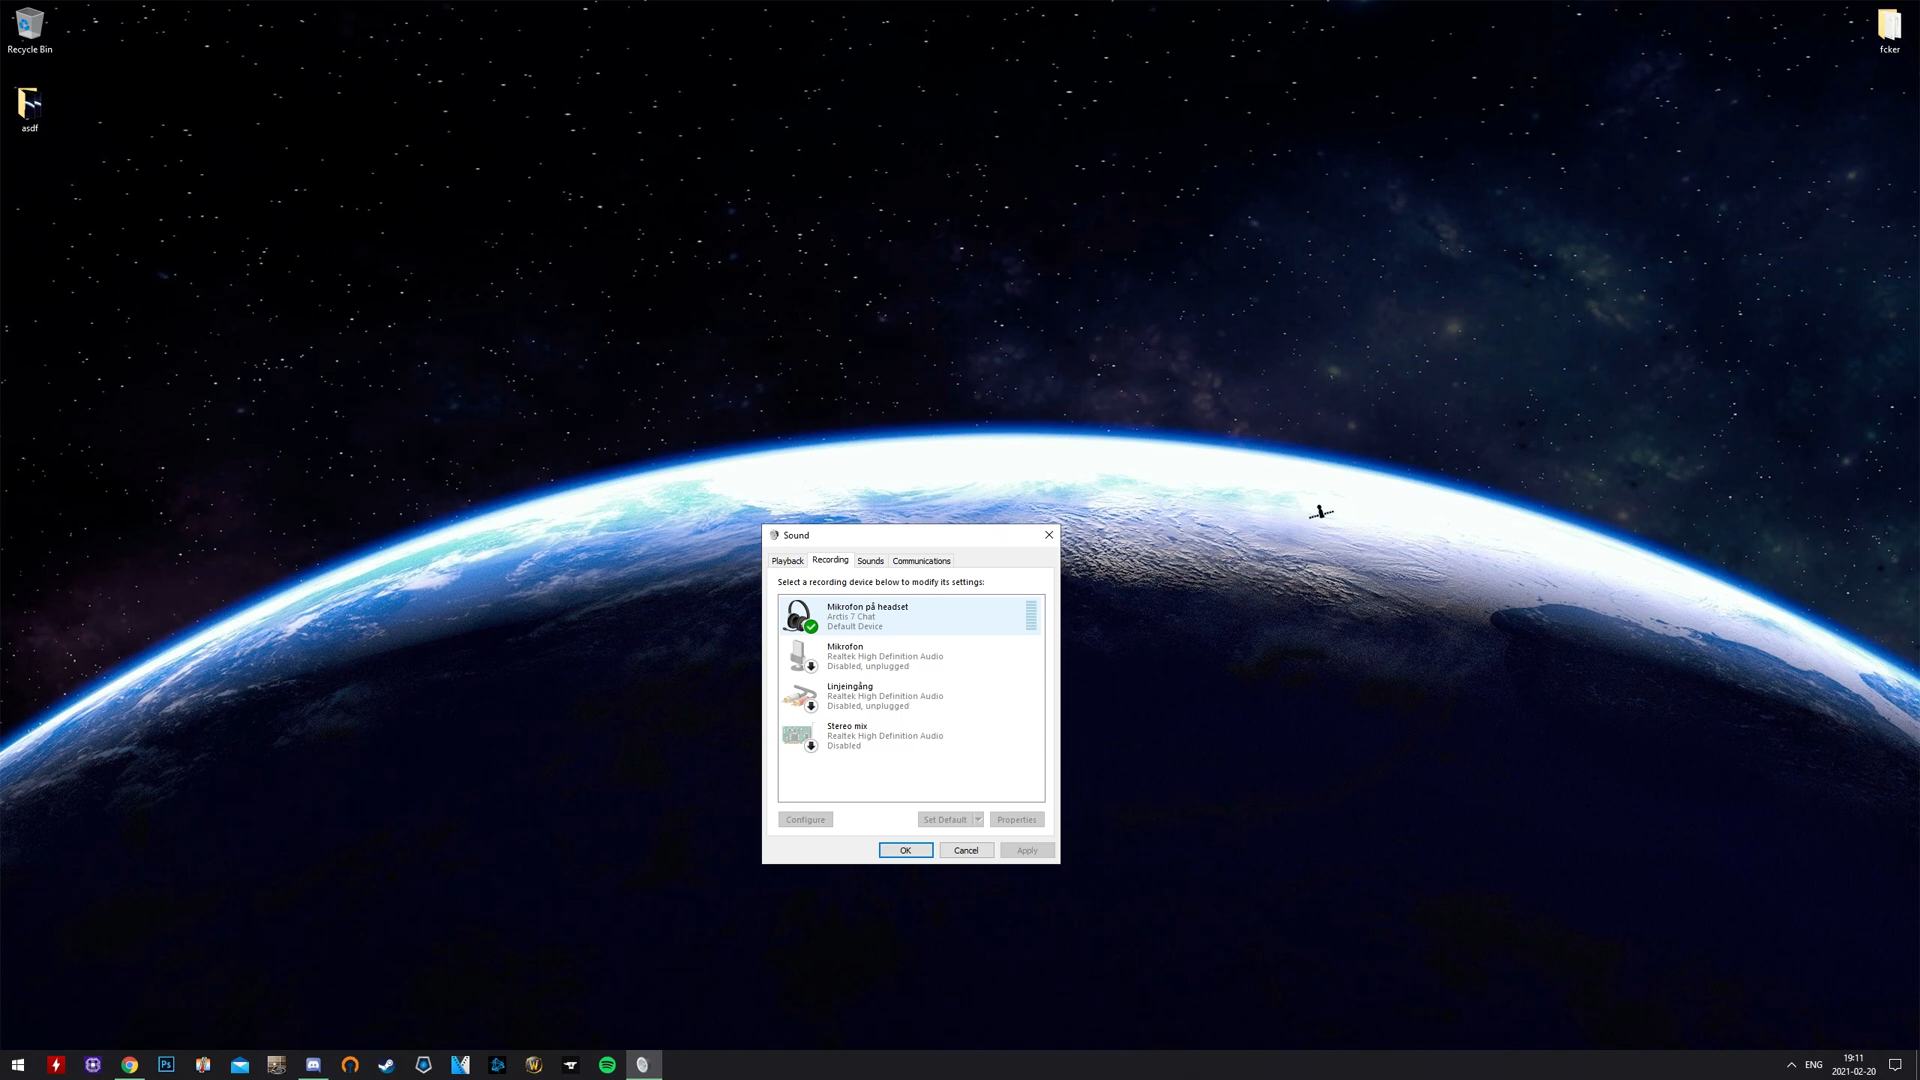 Recycle Bin
fcker
asdf
Sound
Playback
Recording
Sounds
Communications
Select a recording device below to modify its settings:
Mikrofon på headset
Arctis 7 Chat
Default Device
Mikrofon
Realtek High Definition Audio
Disabled, unplugged
Linjeingång
Realtek High Definition Audio
Disabled, unplugged
Stereo mix
Realtek High Definition Audio
Disabled
Configure
Set Default
Properties
OK
Cancel
Apply
Ps
W
ENG
19:11
2021-02-20